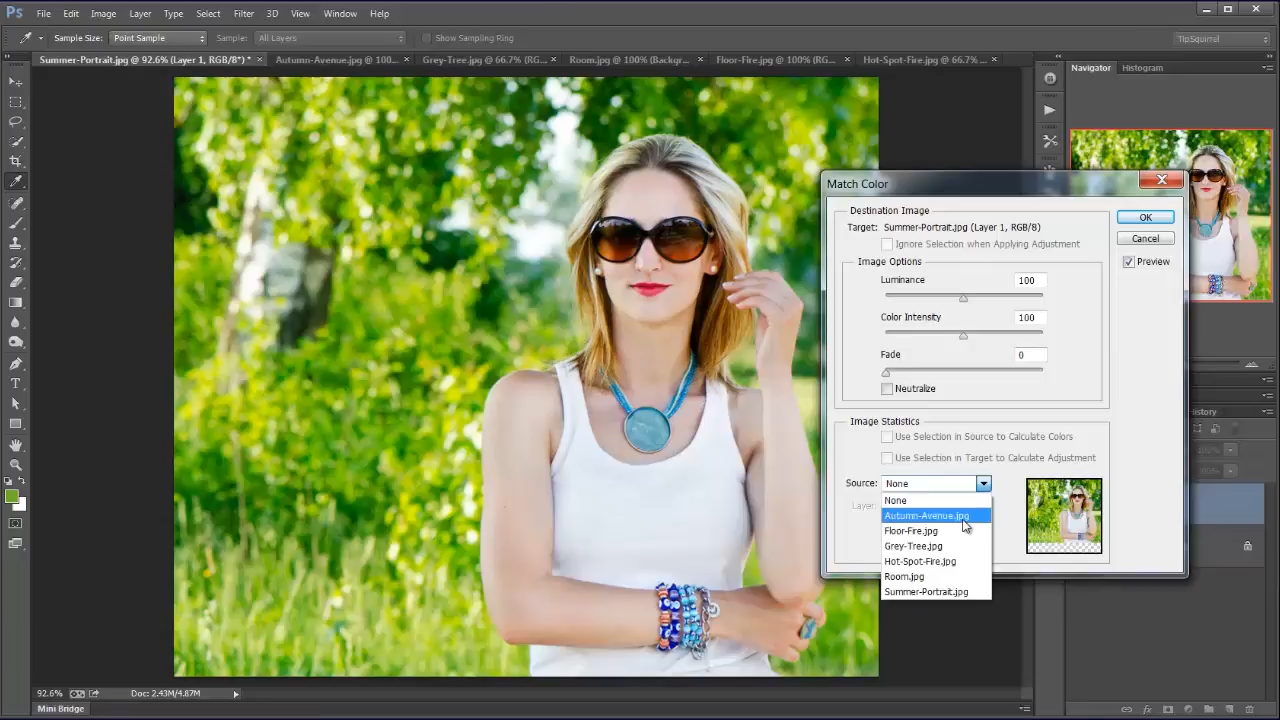 Ps File Edit Image Layer Type Select Filter 3D View Window Help
Sample Size: Point Sample Sample: All Layers Show Sampling Ring TipSquirrel
Summer-Portrait.jpg @ 92.6% (Layer 1, RGB/8*) * × Autumn-Avenue.jpg @ 100... × Grey-Tree.jpg @ 66.7% (RG... × Room.jpg @ 100% (Backgr... × Floor-Fire.jpg @ 100% (RG... × Hot-Spot-Fire.jpg @ 66.7% ... ×
Navigator Histogram
Match Color
Destination Image
Target: Summer-Portrait.jpg (Layer 1, RGB/8)
Ignore Selection when Applying Adjustment
Image Options
Luminance 100
Color Intensity 100
Fade 0
Neutralize
OK
Cancel
Preview
Image Statistics
Use Selection in Source to Calculate Colors
Use Selection in Target to Calculate Adjustment
Source: None
Layer:
None
Autumn-Avenue.jpg
Floor-Fire.jpg
Grey-Tree.jpg
Hot-Spot-Fire.jpg
Room.jpg
Summer-Portrait.jpg
History
100%
100%
92.6% Doc: 2.43M/4.87M
Mini Bridge